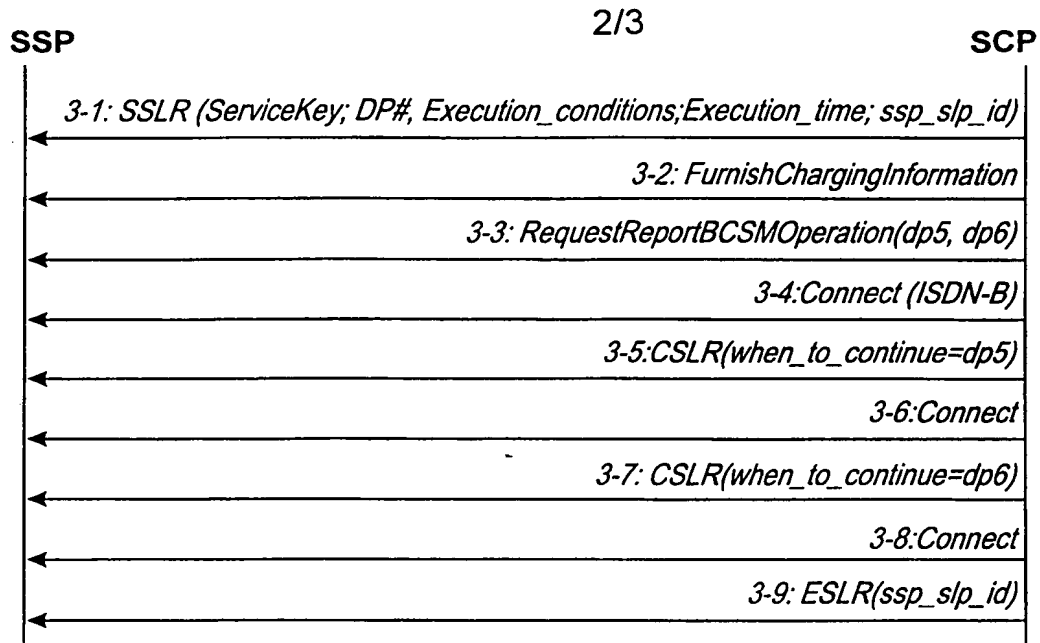 2/3
SSP SCP
3-1: SSLR (ServiceKey; DP#, Execution_conditions;Execution_time; ssp_slp_id)
3-2: FurnishChargingInformation
3-3: RequestReportBCSMOperation(dp5, dp6)
3-4:Connect (ISDN-B)
3-5:CSLR(when_to_continue=dp5)
3-6:Connect
3-7: CSLR(when_to_continue=dp6)
3-8:Connect
3-9: ESLR(ssp_slp_id)